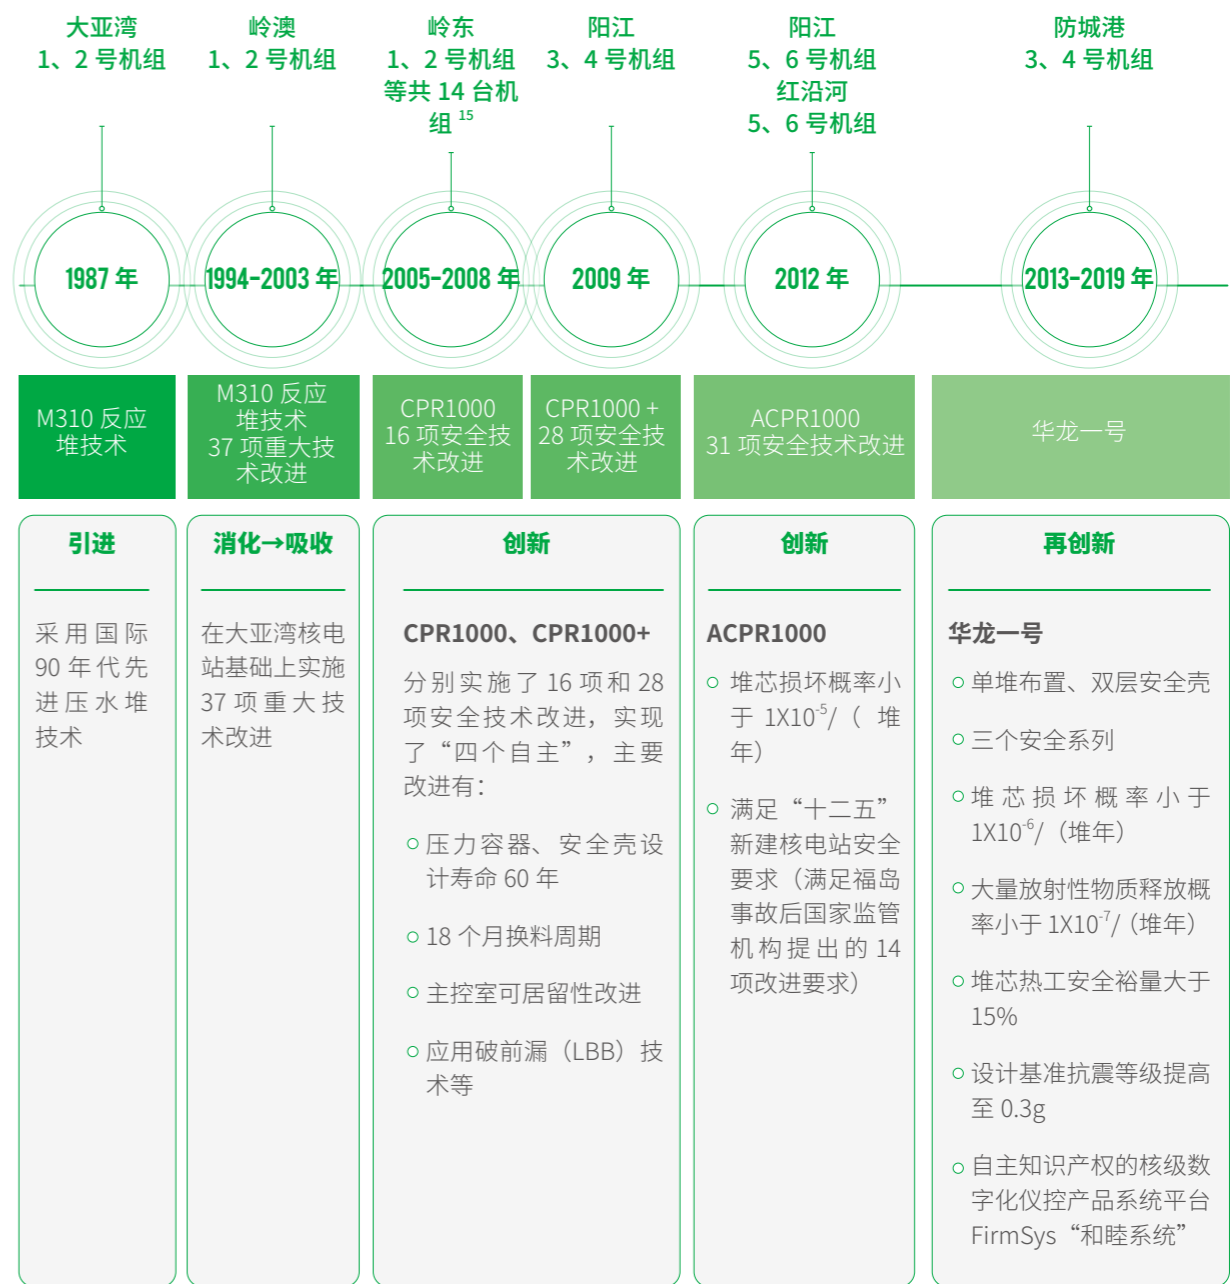 大亚湾
1、2 号机组
岭澳
1、2 号机组
岭东
1、2 号机组
等共 14 台机
组 15
阳江
3、4 号机组
阳江
5、6 号机组
红沿河
5、6 号机组
防城港
3、4 号机组
1987 年
1994-2003 年
2005-2008 年
2009 年
2012 年
2013-2019 年
M310 反应
堆技术
M310 反应
堆技术
37 项重大技
术改进
CPR1000
16 项安全技
术改进
CPR1000 +
28 项安全技
术改进
ACPR1000
31 项安全技术改进
华龙一号
引进
采用国际
90 年代先
进压水堆
技术
消化→吸收
在大亚湾核电
站基础上实施
37 项重大技
术改进
创新
CPR1000、CPR1000+
分别实施了 16 项和 28
项安全技术改进，实现
了“四个自主”，主要
改进有：
压力容器、安全壳设
计寿命 60 年
18 个月换料周期
主控室可居留性改进
应用破前漏（LBB）技
术等
创新
ACPR1000
堆芯损坏概率小
于 1X10-5/（ 堆
年）
满足“十二五”
新建核电站安全
要求（满足福岛
事故后国家监管
机构提出的 14
项改进要求）
再创新
华龙一号
单堆布置、双层安全壳
三个安全系列
堆芯损坏概率小于
1X10-6/（堆年）
大量放射性物质释放概
率小于 1X10-7/（堆年）
堆芯热工安全裕量大于
15%
设计基准抗震等级提高
至 0.3g
自主知识产权的核级数
字化仪控产品系统平台
FirmSys“和睦系统”